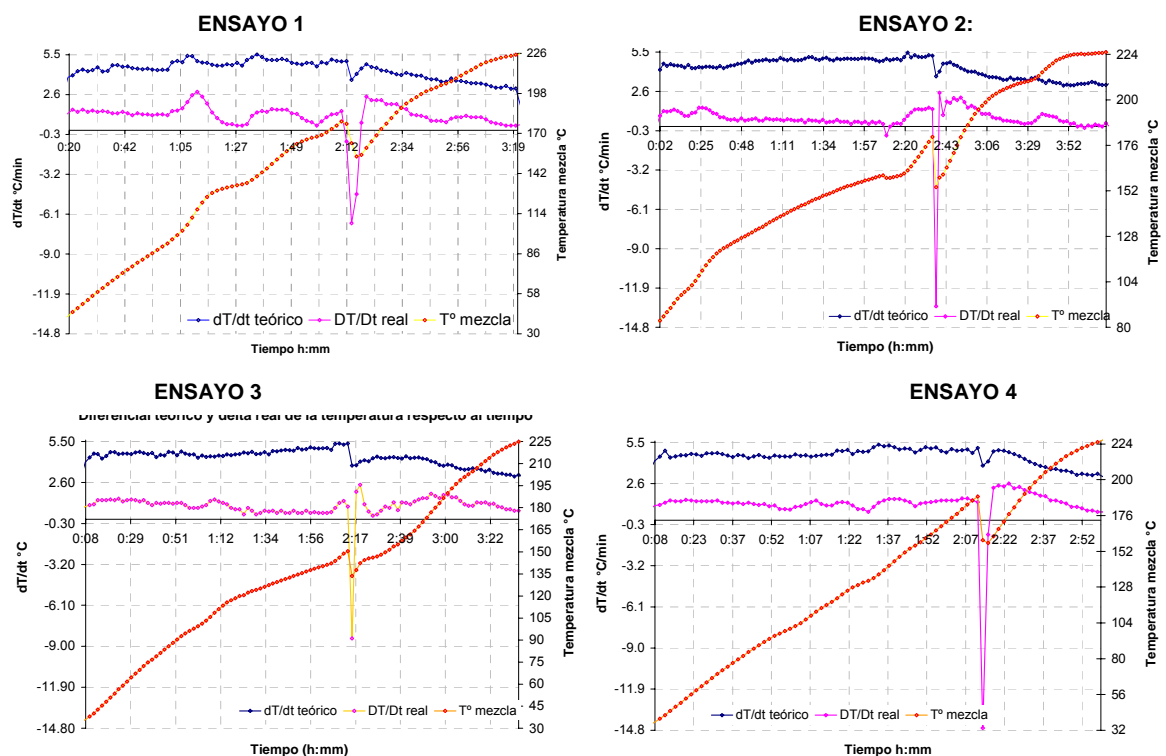 ENSAYO 1
5.5
2.6
-0.3
-3.2
-6.1
-9.0
-11.9
-14.8
dT/dt °C/min
0:20 0:42 1:05 1:27 1:49 2:12 2:34 2:56 3:19
226
198
170
142
114
86
58
30
Temperatura mezcla °C
dT/dt teórico DT/Dt real Tº mezcla
Tiempo h:mm
ENSAYO 2:
5.5
2.6
-0.3
-3.2
-6.1
-9.0
-11.9
-14.8
dT/dt °C/min
0:02 0:25 0:48 1:11 1:34 1:57 2:20 2:43 3:06 3:29 3:52
224
200
176
152
128
104
80
Temperatura mezcla °C
dT/dt teórico DT/Dt real Tº mezcla
Tiempo (h:mm)
ENSAYO 3
Diferencial teórico y delta real de la temperatura respecto al tiempo
5.50
2.60
-0.30
-3.20
-6.10
-9.00
-11.90
-14.80
dT/dt °C
0:08 0:29 0:51 1:12 1:34 1:56 2:17 2:39 3:00 3:22
225
210
195
180
165
150
135
120
105
90
75
60
45
30
Temperatura mezcla °C
dT/dt teórico DT/Dt real Tº mezcla
Tiempo (h:mm)
ENSAYO 4
5.5
2.6
-0.3
-3.2
-6.1
-9.0
-11.9
-14.8
dT/dt °C/min
0:08 0:23 0:37 0:52 1:07 1:22 1:37 1:52 2:07 2:22 2:37 2:52
224
200
176
152
128
104
80
56
32
Temperatura mezcla °C
dT/dt teórico DT/Dt real Tº mezcla
Tiempo (h:mm)